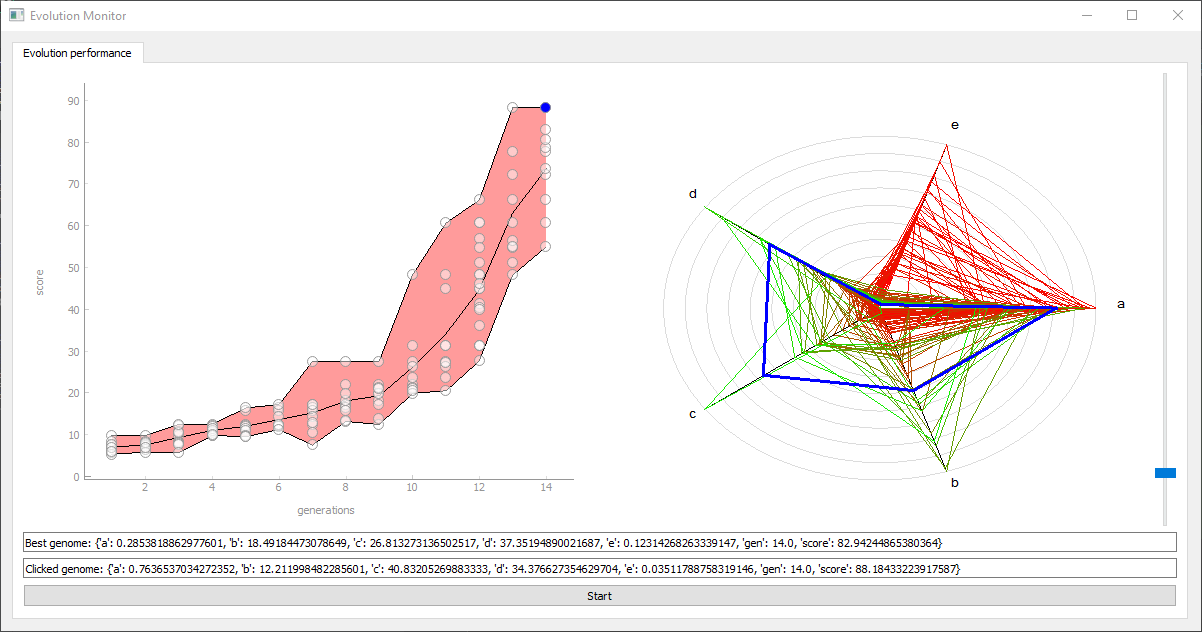 Evolution Monitor
Evolution performance
90
80
70
60
50
40
30
20
10
0
score
2 4 6 8 10 12 14
generations
e
d
a
c
b
Best genome: {'a': 0.2853818862977601, 'b': 18.49184473078649, 'c': 26.813273136502517, 'd': 37.35194890021687, 'e': 0.12314268263339147, 'gen': 14.0, 'score': 82.94244865380364}
Clicked genome: {'a': 0.7636537034272352, 'b': 12.211998482285601, 'c': 40.83205269883333, 'd': 34.376627354629704, 'e': 0.03511788758319146, 'gen': 14.0, 'score': 88.18433223917587}
Start